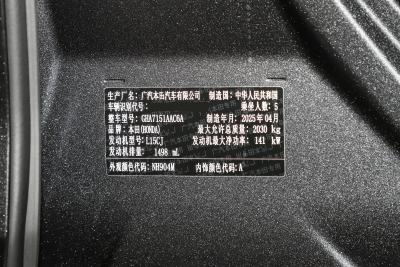 生产厂名：广汽本田汽车有限公司 制造国：中华人民共和国
车辆识别代号： 乘坐人数：5
整车型号：GHA7151AAC6A 制造年月：2025年04月
品牌：本田(HONDA) 最大允许总质量：2030 kg
发动机型号：L15CJ 发动机最大净功率：141 kW
发动机排量：1498 mL
外观颜色代码：NH904M 内饰颜色代码：A